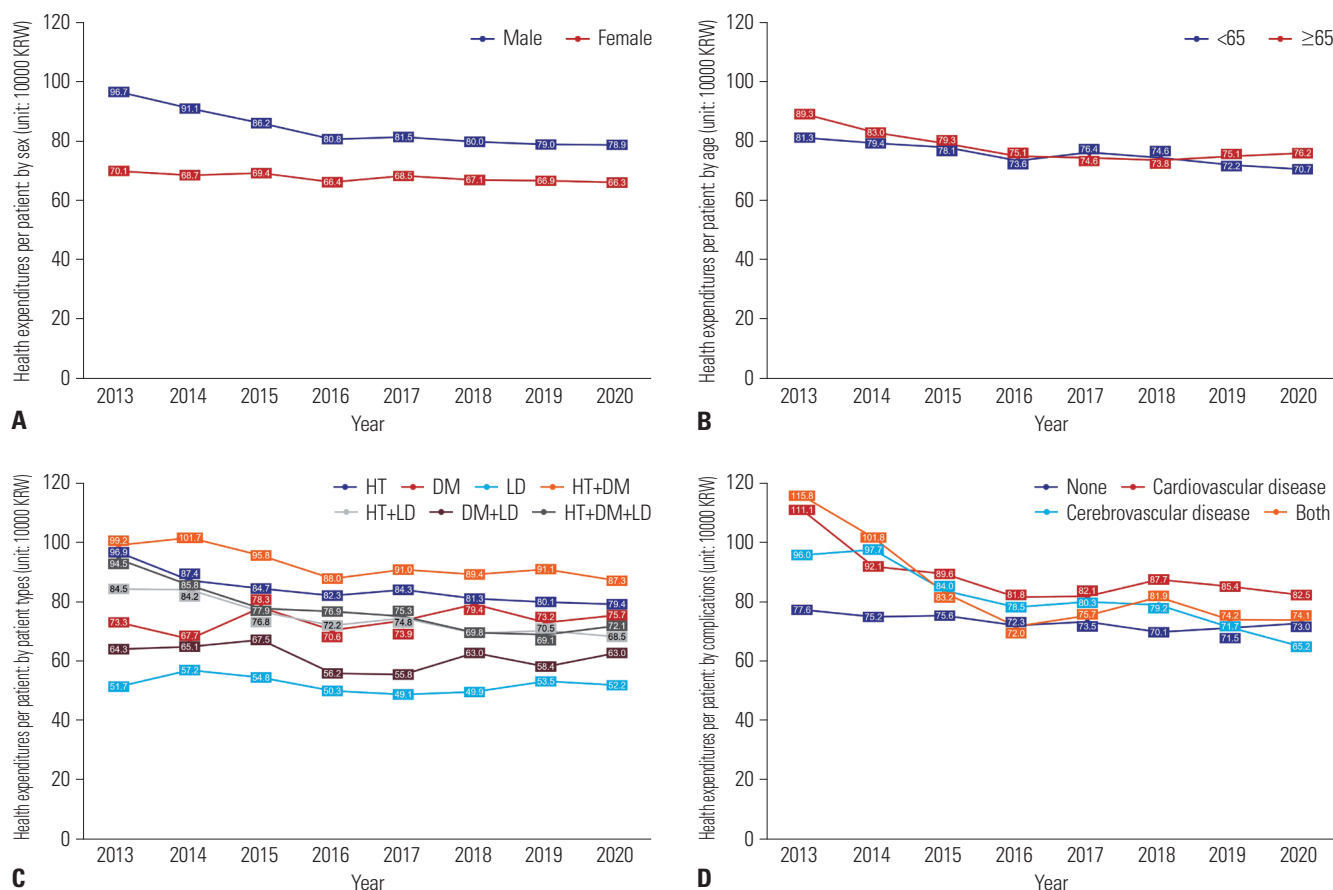 Health expenditures per patient: by sex (unit: 10000 KRW)
120
100
80
60
40
20
0
Male Female
96.7 91.1 86.2 80.8 81.5 80.0 79.0 78.9
70.1 68.7 69.4 66.4 68.5 67.1 66.9 66.3
2013 2014 2015 2016 2017 2018 2019 2020
Year
A
Health expenditures per patient: by age (unit: 10000 KRW)
120
100
80
60
40
20
0
<65 ≥65
89.3 83.0 79.3 75.1 74.6 73.8 75.1 76.2
81.3 79.4 78.1 73.6 76.4 74.6 72.2 70.7
2013 2014 2015 2016 2017 2018 2019 2020
Year
B
Health expenditures per patient: by patient types (unit: 10000 KRW)
120
100
80
60
40
20
0
HT DM LD HT+DM
HT+LD DM+LD HT+DM+LD
99.2 101.7 95.8 88.0 91.0 89.4 91.1 87.3
96.9 87.4 84.7 82.3 84.3 81.3 80.1 79.4
94.5 85.8 77.9 76.9 75.3 69.8 69.1 72.1
84.5 84.2 76.8 72.2 74.8 70.5 68.5
73.3 67.7 78.3 70.6 73.9 79.4 73.2 75.7
64.3 65.1 67.5 56.2 55.8 63.0 58.4 63.0
51.7 57.2 54.8 50.3 49.1 49.9 53.5 52.2
2013 2014 2015 2016 2017 2018 2019 2020
Year
C
Health expenditures per patient: by complications (unit: 10000 KRW)
120
100
80
60
40
20
0
None Cardiovascular disease
Cerebrovascular disease Both
115.8 101.8 83.2 72.0 75.7 81.9 74.2 74.1
111.1 92.1 89.6 81.8 82.1 87.7 85.4 82.5
96.0 97.7 84.0 78.5 80.3 79.2 71.7 65.2
77.6 75.2 75.6 72.3 73.5 70.1 71.5 73.0
2013 2014 2015 2016 2017 2018 2019 2020
Year
D